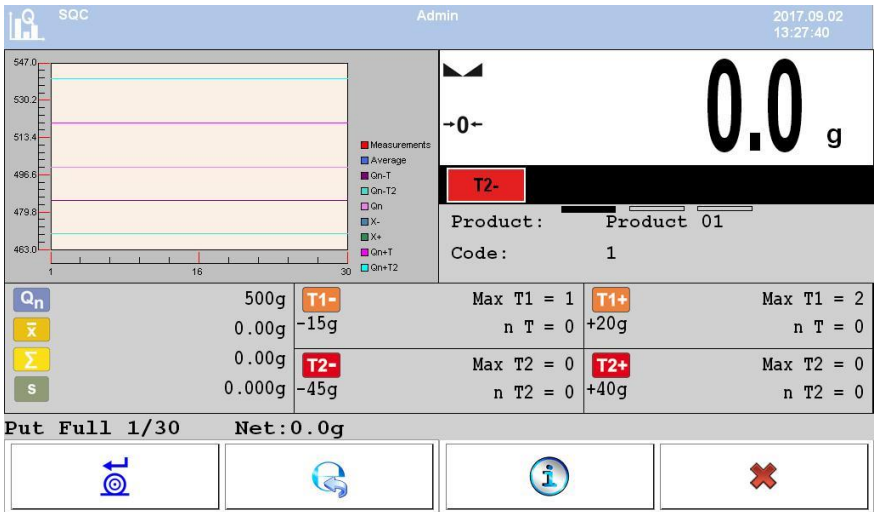 SQC
Admin
2017.09.02
13:27:40
547.0
530.2
513.4
496.6
479.8
463.0
1
16
30
Measurements
Average
Qn-T
Qn-T2
Qn
X-
X+
Qn+T
Qn+T2
→0←
0.0 g
T2-
Product: Product 01
Code: 1
Qn 500g
x̄ 0.00g
Σ 0.00g
s 0.000g
T1- Max T1 = 1
-15g n T = 0
T1+ Max T1 = 2
+20g n T = 0
T2- Max T2 = 0
-45g n T2 = 0
T2+ Max T2 = 0
+40g n T2 = 0
Put Full 1/30 Net:0.0g